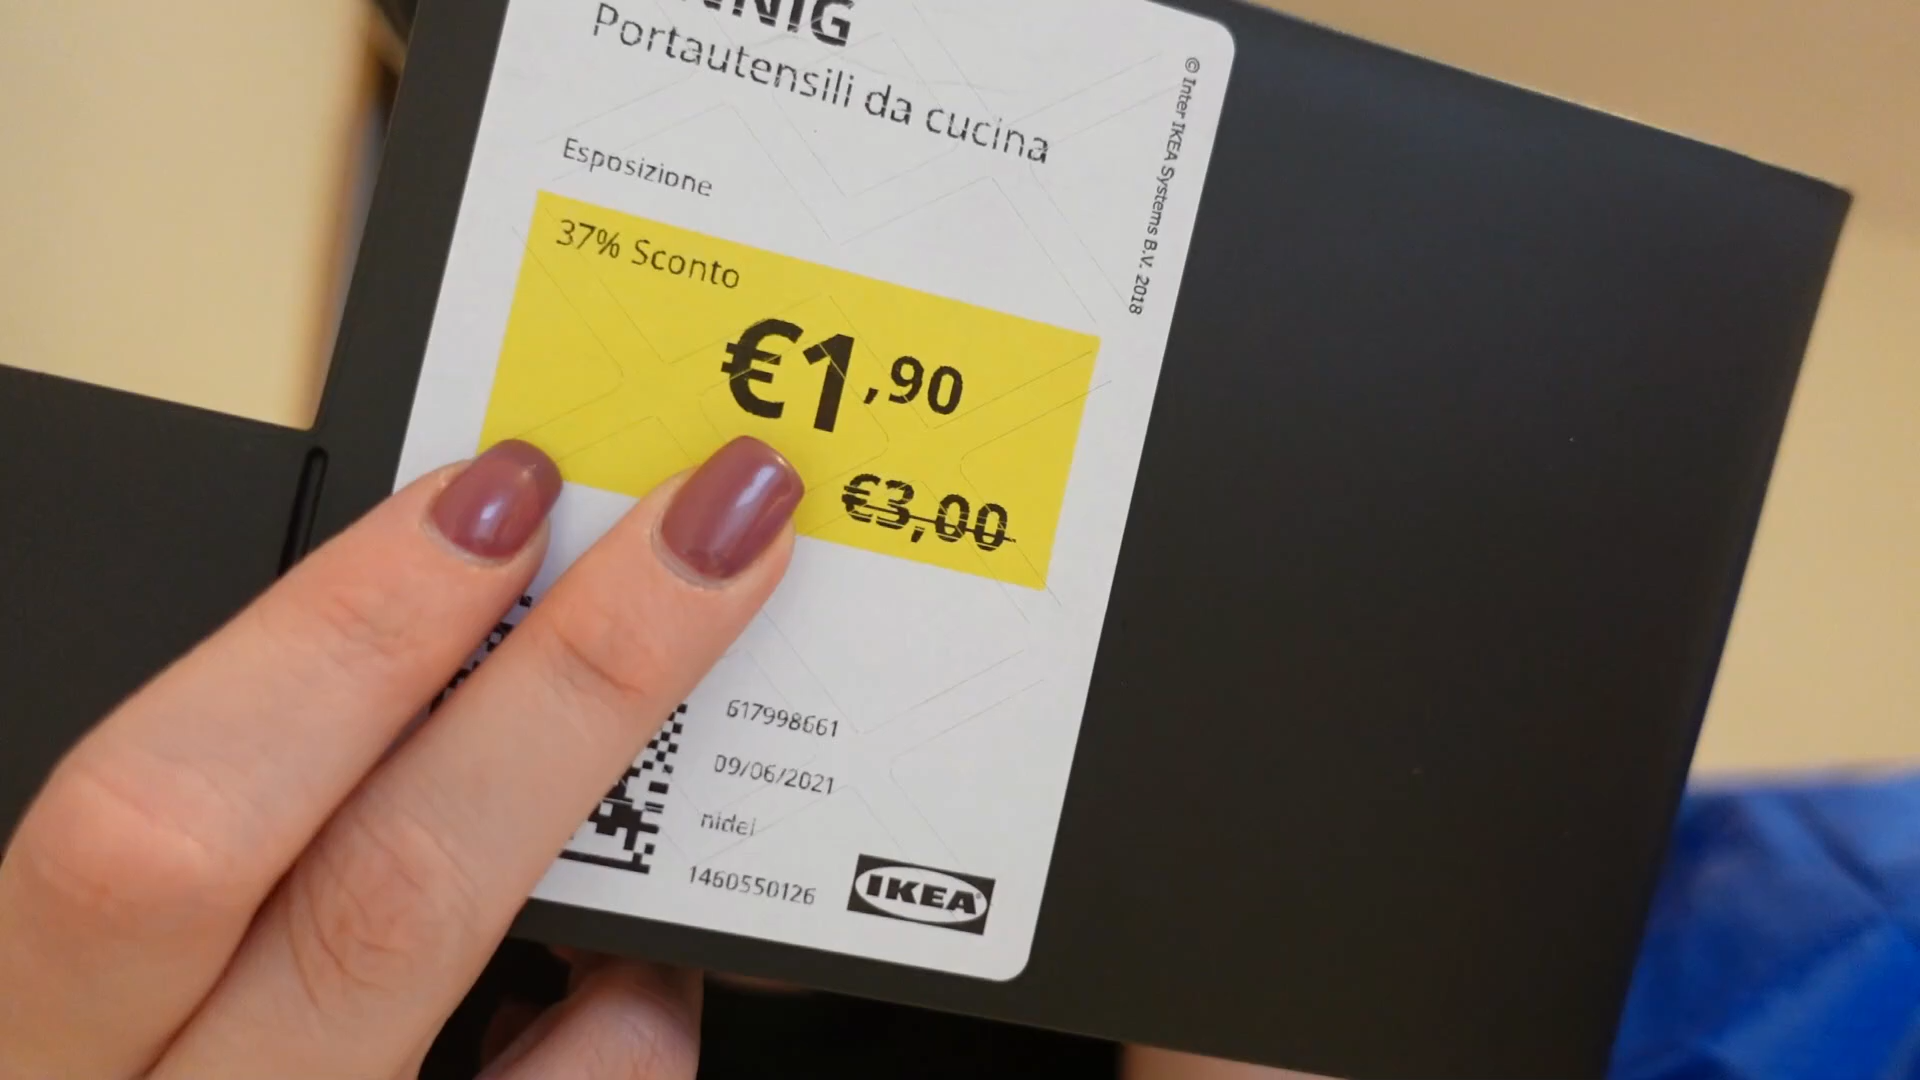 Portautensili da cucina
Esposizione
37% Sconto
€1,90
€3,00
617998661
09/06/2021
nidei
1460550126
IKEA
© Inter IKEA Systems B.V. 2018